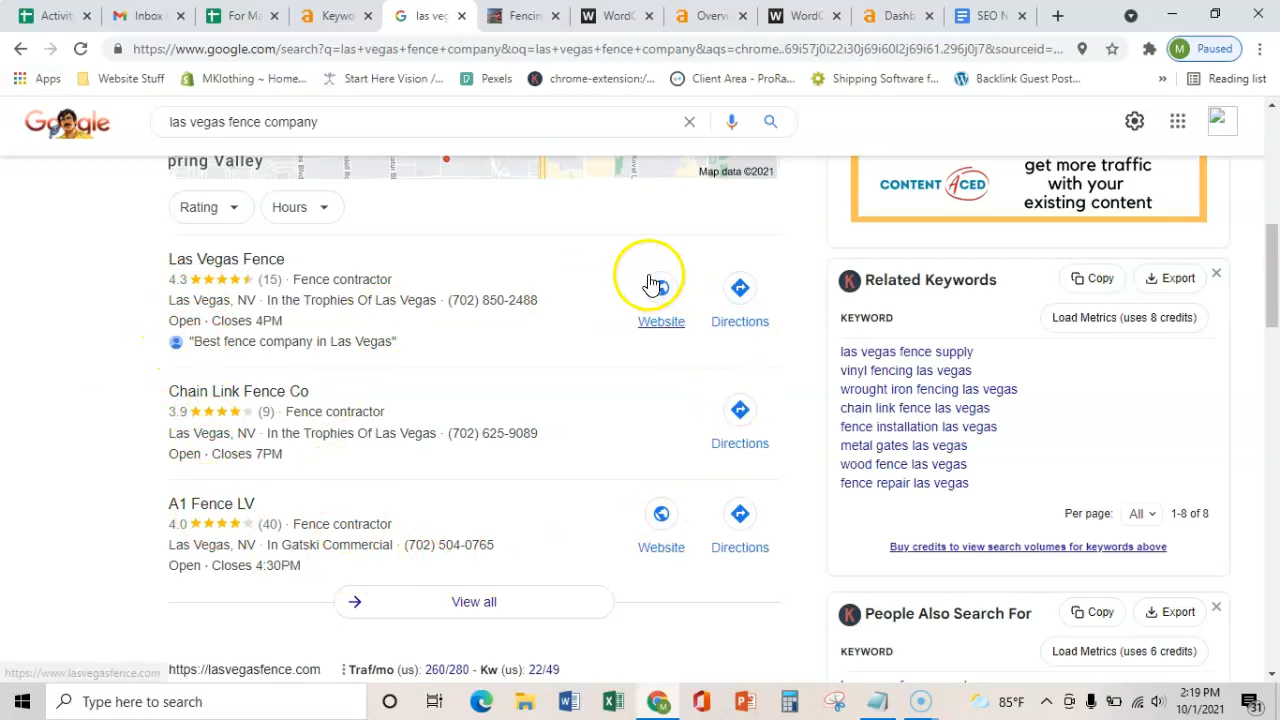 Activiti
Inbox
For N
Keywo
las veg
Fencin
WordC
Overvi
WordC
Dashb
SEO N
https://www.google.com/search?q=las+vegas+fence+company&oq=las+vegas+fence+company&aqs=chrome..69i57j0i22i30j69i60l2j69i61.296j0j7&sourceid=...
M Paused
Apps
Website Stuff
MKlothing ~ Home...
Start Here Vision /...
Pexels
chrome-extension:/...
Client Area - ProRa...
Shipping Software f...
Backlink Guest Post...
»
Reading list
Google
las vegas fence company
pring Valley
Map data ©2021
CONTENT ACED
get more traffic
with your
existing content
Rating
Hours
Las Vegas Fence
4.3 (15) · Fence contractor
Las Vegas, NV · In the Trophies Of Las Vegas · (702) 850-2488
Open · Closes 4PM
"Best fence company in Las Vegas"
Website
Directions
Chain Link Fence Co
3.9 (9) · Fence contractor
Las Vegas, NV · In the Trophies Of Las Vegas · (702) 625-9089
Open · Closes 7PM
Directions
A1 Fence LV
4.0 (40) · Fence contractor
Las Vegas, NV · In Gatski Commercial · (702) 504-0765
Open · Closes 4:30PM
Website
Directions
View all
https://lasvegasfence.com
Traf/mo (us): 260/280 - Kw (us): 22/49
K Related Keywords
Copy
Export
KEYWORD
Load Metrics (uses 8 credits)
las vegas fence supply
vinyl fencing las vegas
wrought iron fencing las vegas
chain link fence las vegas
fence installation las vegas
metal gates las vegas
wood fence las vegas
fence repair las vegas
Per page: All 1-8 of 8
Buy credits to view search volumes for keywords above
K People Also Search For
Copy
Export
KEYWORD
Load Metrics (uses 6 credits)
https://www.lasvegasfence.com
Type here to search
85°F
2:19 PM
10/1/2021
31